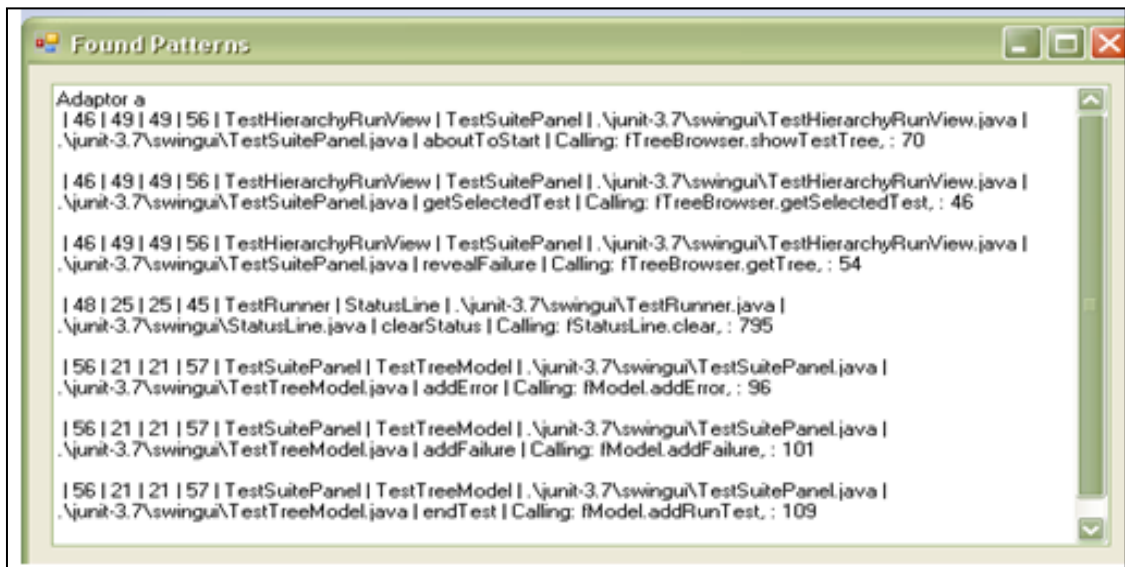 Found Patterns
Adaptor a
| 46 | 49 | 49 | 56 | TestHierarchyRunView | TestSuitePanel | .\junit-3.7\swingui\TestHierarchyRunView.java |
.\junit-3.7\swingui\TestSuitePanel.java | aboutToStart | Calling: fTreeBrowser.showTestTree, : 70
| 46 | 49 | 49 | 56 | TestHierarchyRunView | TestSuitePanel | .\junit-3.7\swingui\TestHierarchyRunView.java |
.\junit-3.7\swingui\TestSuitePanel.java | getSelectedTest | Calling: fTreeBrowser.getSelectedTest, : 46
| 46 | 49 | 49 | 56 | TestHierarchyRunView | TestSuitePanel | .\junit-3.7\swingui\TestHierarchyRunView.java |
.\junit-3.7\swingui\TestSuitePanel.java | revealFailure | Calling: fTreeBrowser.getTree, : 54
| 48 | 25 | 25 | 45 | TestRunner | StatusLine | .\junit-3.7\swingui\TestRunner.java |
.\junit-3.7\swingui\StatusLine.java | clearStatus | Calling: fStatusLine.clear, : 795
| 56 | 21 | 21 | 57 | TestSuitePanel | TestTreeModel | .\junit-3.7\swingui\TestSuitePanel.java |
.\junit-3.7\swingui\TestTreeModel.java | addError | Calling: fModel.addError, : 96
| 56 | 21 | 21 | 57 | TestSuitePanel | TestTreeModel | .\junit-3.7\swingui\TestSuitePanel.java |
.\junit-3.7\swingui\TestTreeModel.java | addFailure | Calling: fModel.addFailure, : 101
| 56 | 21 | 21 | 57 | TestSuitePanel | TestTreeModel | .\junit-3.7\swingui\TestSuitePanel.java |
.\junit-3.7\swingui\TestTreeModel.java | endTest | Calling: fModel.addRunTest, : 109